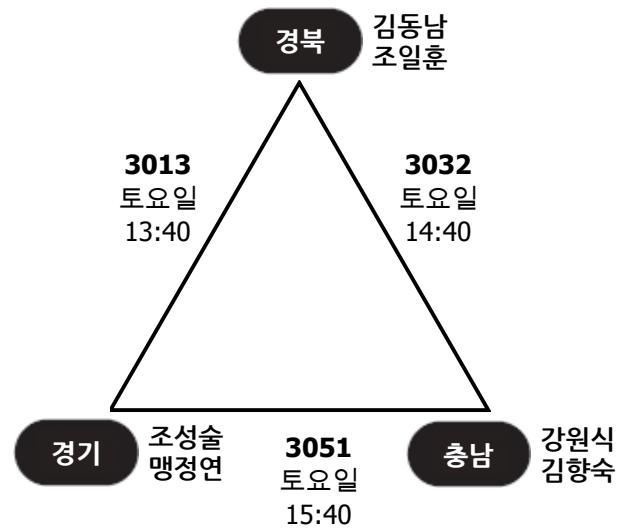 경북
김동남
조일훈
3013
토요일
13:40
3032
토요일
14:40
경기
조성술
맹정연
3051
토요일
15:40
충남
강원식
김향숙